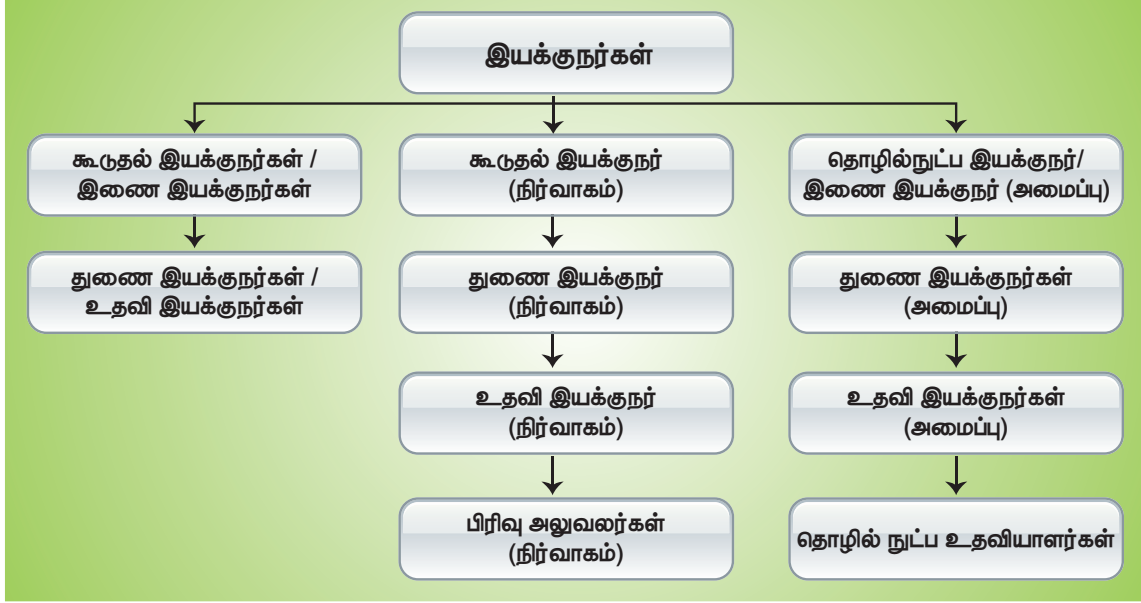 இயக்குநர்கள்
கூடுதல் இயக்குநர்கள் /
இணை இயக்குநர்கள்
கூடுதல் இயக்குநர்
(நிர்வாகம்)
தொழில்நுட்ப இயக்குநர்/
இணை இயக்குநர் (அமைப்பு)
துணை இயக்குநர்கள் /
உதவி இயக்குநர்கள்
துணை இயக்குநர்
(நிர்வாகம்)
துணை இயக்குநர்கள்
(அமைப்பு)
உதவி இயக்குநர்
(நிர்வாகம்)
உதவி இயக்குநர்கள்
(அமைப்பு)
பிரிவு அலுவலர்கள்
(நிர்வாகம்)
தொழில் நுட்ப உதவியாளர்கள்